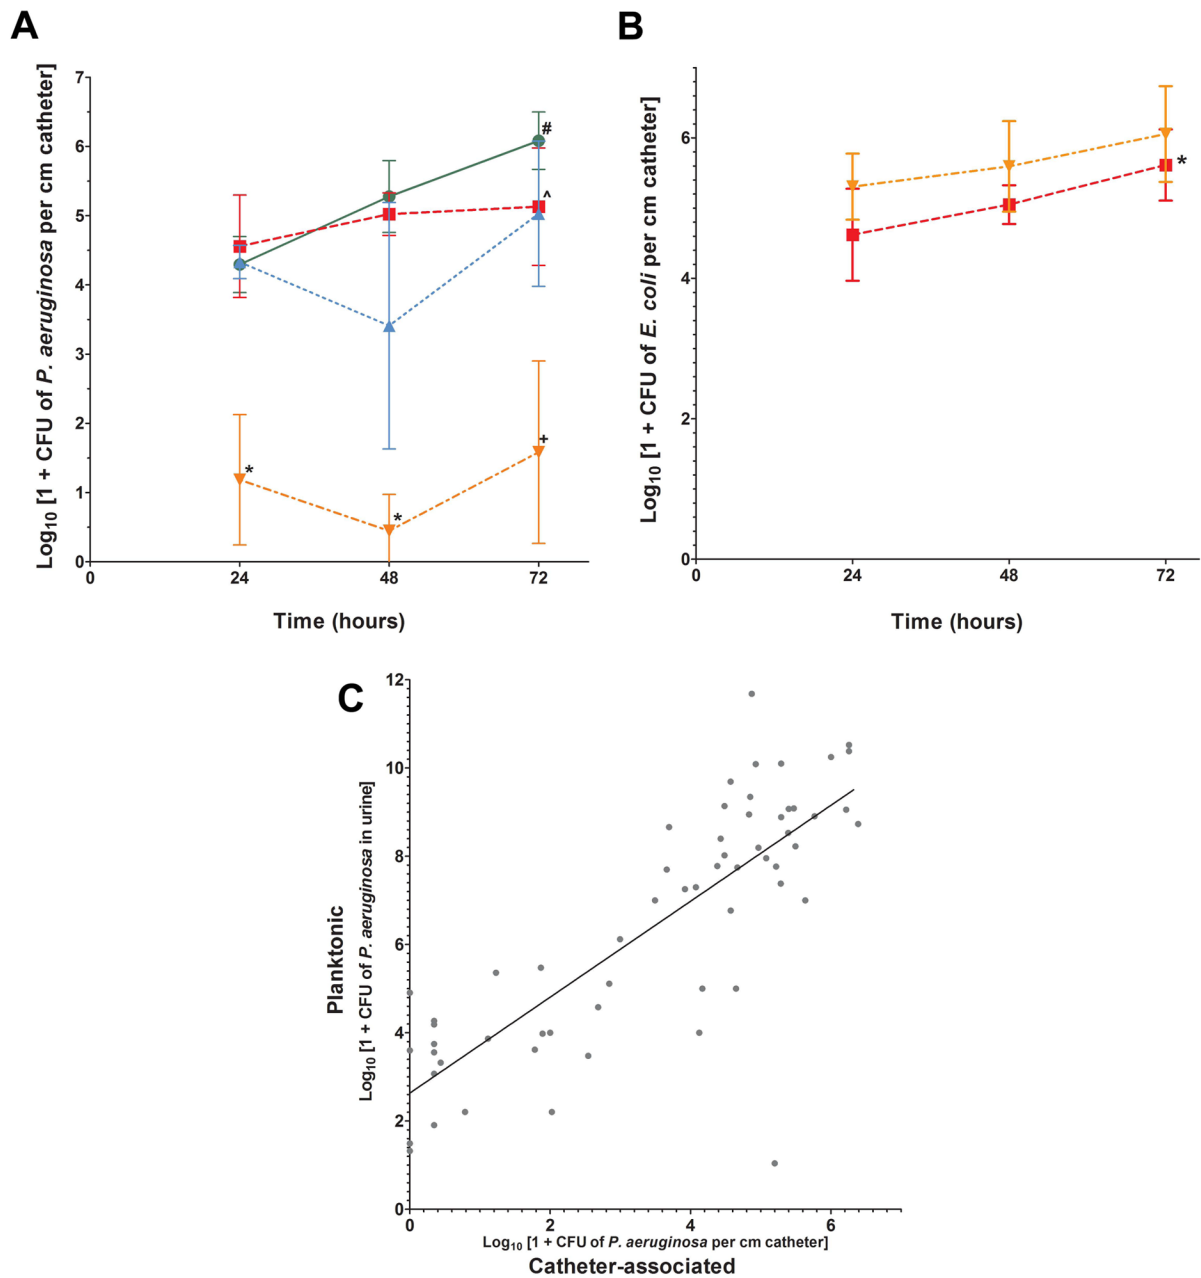 A
B
Log10 [1 + CFU of P. aeruginosa per cm catheter]
7
6
5
4
3
2
1
0
#
^
*
*
+
0 24 48 72
Time (hours)
Log10 [1 + CFU of E. coli per cm catheter]
6
4
2
0
*
0 24 48 72
Time (hours)
C
Planktonic
Log10 [1 + CFU of P. aeruginosa in urine]
12
10
8
6
4
2
0
0 2 4 6
Log10 [1 + CFU of P. aeruginosa per cm catheter]
Catheter-associated